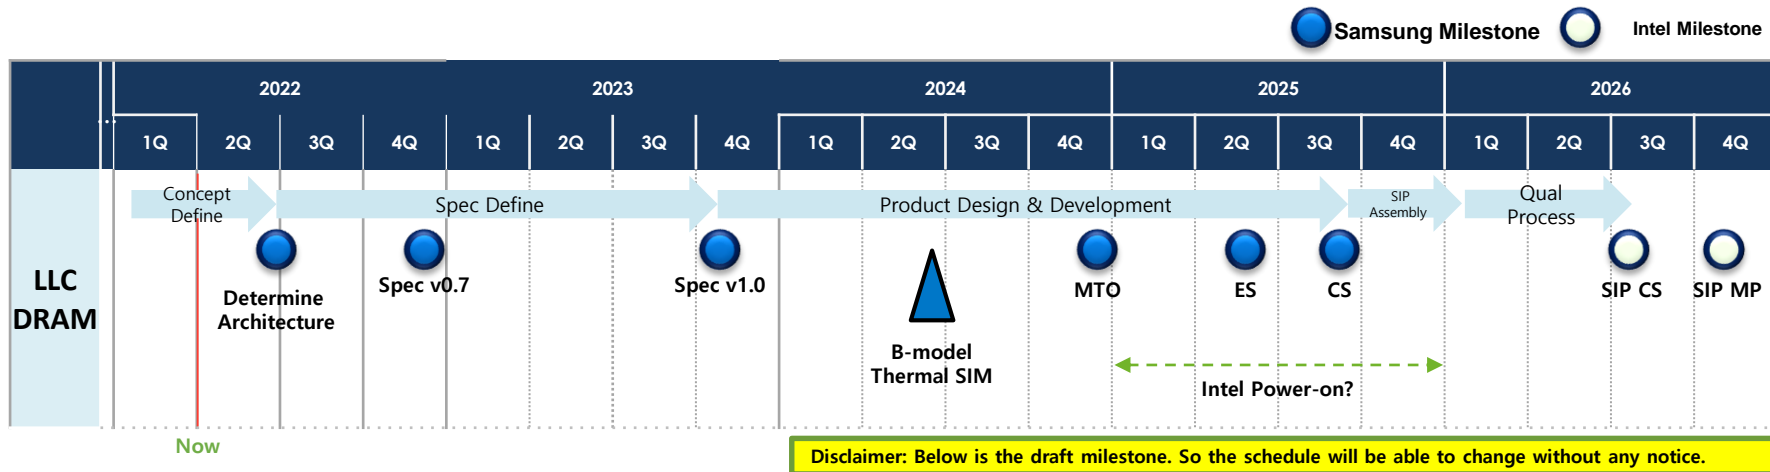 Samsung Milestone
Intel Milestone
2022
2023
2024
2025
2026
...
1Q
2Q
3Q
4Q
1Q
2Q
3Q
4Q
1Q
2Q
3Q
4Q
1Q
2Q
3Q
4Q
1Q
2Q
3Q
4Q
LLC
DRAM
Concept
Define
Spec Define
Product Design & Development
SIP
Assembly
Qual
Process
Determine
Architecture
Spec v0.7
Spec v1.0
B-model
Thermal SIM
MTO
ES
CS
SIP CS
SIP MP
Intel Power-on?
Now
Disclaimer: Below is the draft milestone. So the schedule will be able to change without any notice.